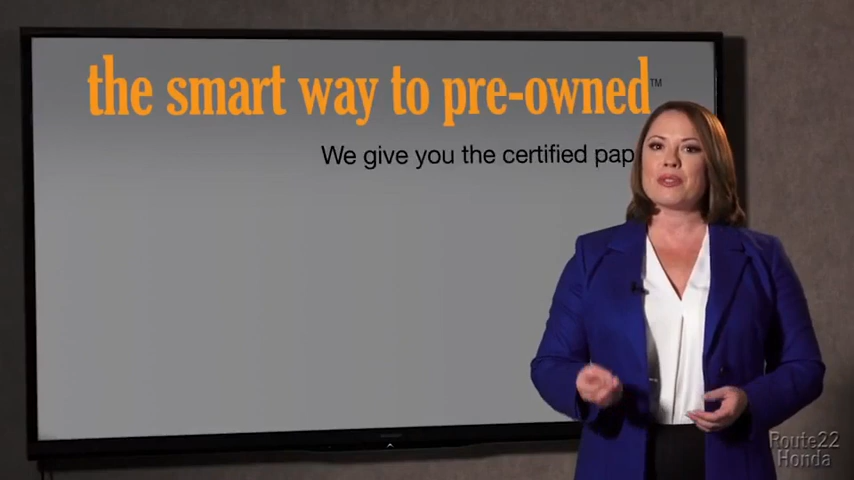 the smart way to pre-owned™
We give you the certified pap
Route22
Honda